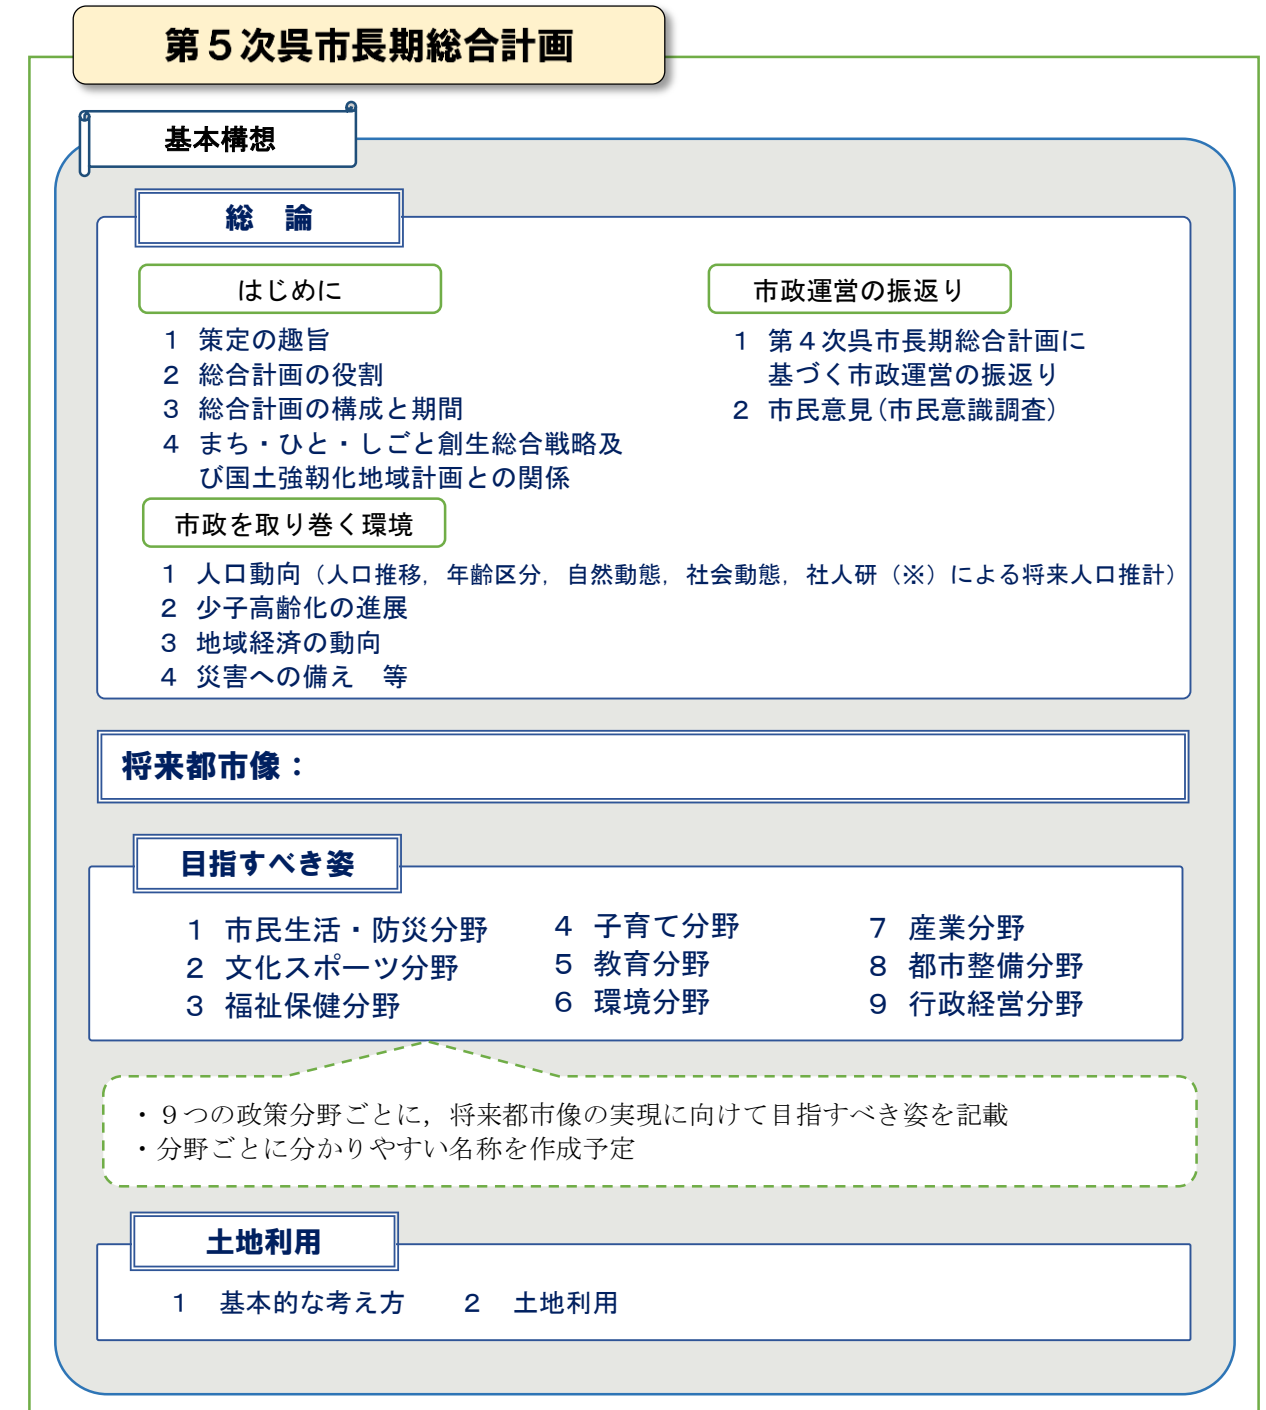 第５次呉市長期総合計画
基本構想
総　論
はじめに
1　策定の趣旨
2　総合計画の役割
3　総合計画の構成と期間
4　まち・ひと・しごと創生総合戦略及
び国土強靭化地域計画との関係
市政運営の振返り
1　第４次呉市長期総合計画に
基づく市政運営の振返り
2　市民意見（市民意識調査）
市政を取り巻く環境
1　人口動向（人口推移，年齢区分，自然動態，社会動態，社人研（※）による将来人口推計）
2　少子高齢化の進展
3　地域経済の動向
4　災害への備え　等
将来都市像：
目指すべき姿
1　市民生活・防災分野
2　文化スポーツ分野
3　福祉保健分野
4　子育て分野
5　教育分野
6　環境分野
7　産業分野
8　都市整備分野
9　行政経営分野
・９つの政策分野ごとに，将来都市像の実現に向けて目指すべき姿を記載
・分野ごとに分かりやすい名称を作成予定
土地利用
1　基本的な考え方　　2　土地利用